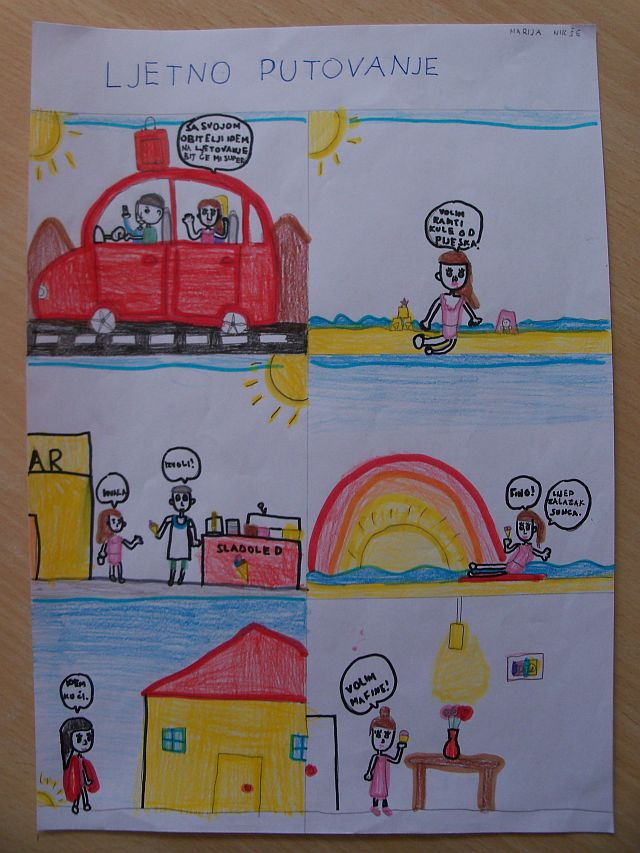 MARIJA NIKŠE
LJETNO PUTOVANJE
SA SVOJOM
OBITELJI IDEM
NA LJETOVANJE
BIT ĆE MI SUPER.
VOLIM
RADITI
KULE OD
PIJESKA.
AR
HVALA
IZVOLI!
SLADOLED
FINO!
LIJEP
ZALAZAK
SUNCA.
IDEM
KUĆI.
VOLIM
MAFINE!